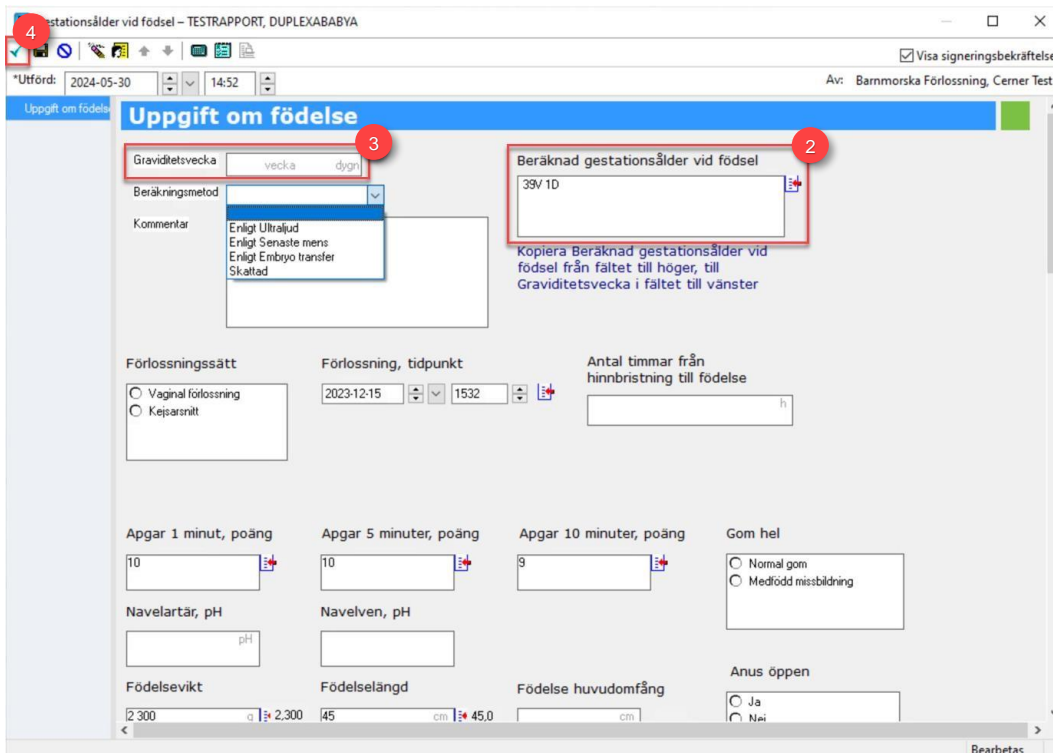 estationsålder vid födsel – TESTRAPPORT, DUPLEXABABYA
4
Visa signeringsbekräftelse
*Utförd: 2024-05-30 14:52 Av: Barnmorska Förlossning, Cerner Test
Uppgift om födelse
Uppgift om födelse
3
2
Graviditetsvecka vecka dygn
Beräknad gestationsålder vid födsel
39V 1D
Beräkningsmetod
Enligt Ultraljud
Enligt Senaste mens
Enligt Embryo transfer
Skattad
Kommentar
Kopiera Beräknad gestationsålder vid
födsel från fältet till höger, till
Graviditetsvecka i fältet till vänster
Förlossningssätt
Vaginal förlossning
Kejsarsnitt
Förlossning, tidpunkt
2023-12-15 1532
Antal timmar från
hinnbristning till födelse
h
Apgar 1 minut, poäng
10
Apgar 5 minuter, poäng
10
Apgar 10 minuter, poäng
9
Gom hel
Normal gom
Medfödd missbildning
Navelartär, pH
pH
Navelven, pH
Födelsevikt
2 300 g 2,300
Födelselängd
45 cm 45,0
Födelse huvudomfång
cm
Anus öppen
Ja
Nej
Bearbetas